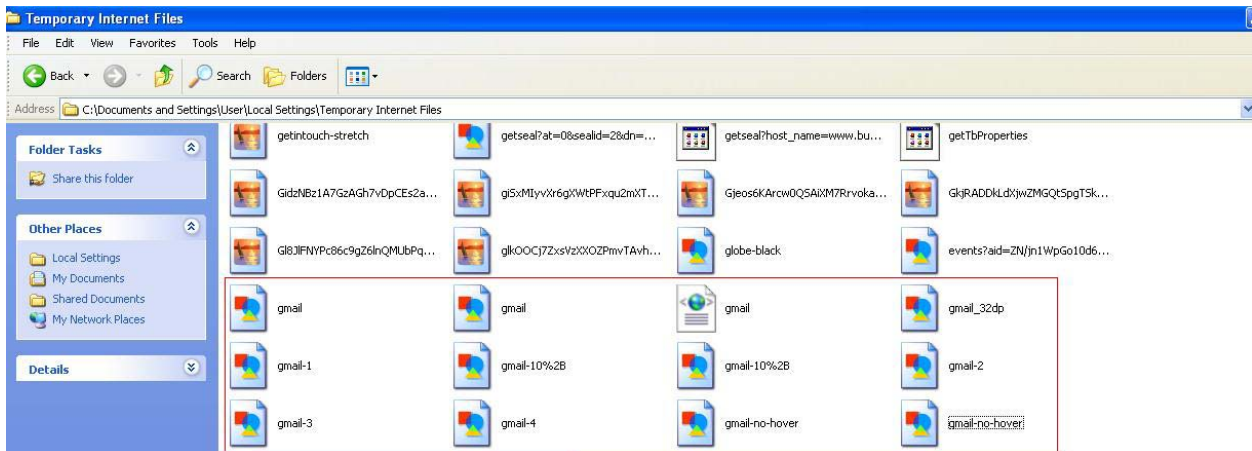 Temporary Internet Files
File Edit View Favorites Tools Help
Back Search Folders
Address C:\Documents and Settings\User\Local Settings\Temporary Internet Files
Folder Tasks
Share this folder
Other Places
Local Settings
My Documents
Shared Documents
My Network Places
Details
getintouch-stretch getseal?at=0&sealid=2&dn=... getseal?host_name=www.bu... getTbProperties
GidzNBz1A7GzAGh7vDpCEs2a... giSxMIyvXr6gXWtPFxqu2mXT... Gjeos6KArcw0QSAiXM7Rrvoka... GkjRADDkLdXjwZMGQtSpgTSk...
Gl8JlFNYPc86c9gZ6lnQMUbPq... glkOOCj7ZxsVzXXOZPmvTAvh... globe-black events?aid=ZN/jn1WpGo10d6...
gmail gmail gmail gmail_32dp
gmail-1 gmail-10%2B gmail-10%2B gmail-2
gmail-3 gmail-4 gmail-no-hover gmail-no-hover